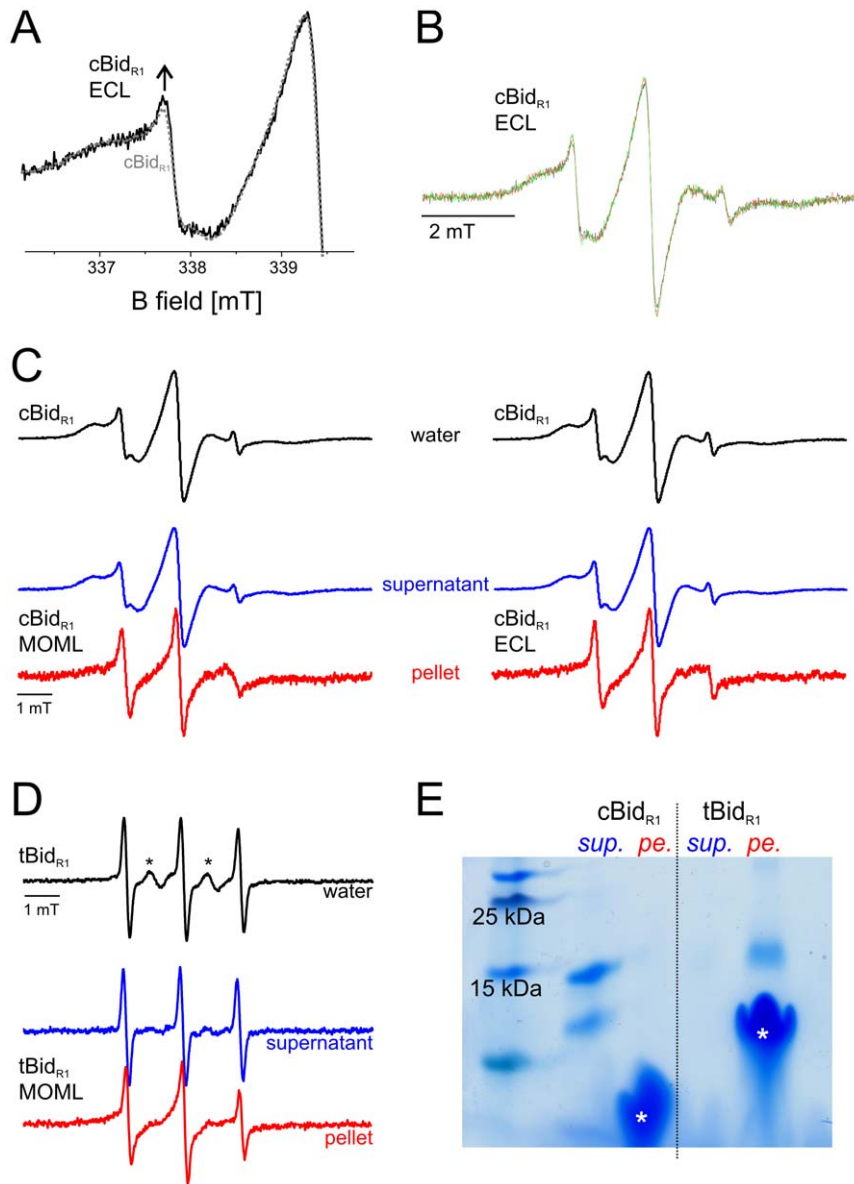 A
cBidR1
ECL
cBidR1
337
338
339
B field [mT]
B
cBidR1
ECL
2 mT
C
cBidR1
water
cBidR1
supernatant
cBidR1
MOML
cBidR1
ECL
pellet
1 mT
D
tBidR1
* *
1 mT
water
supernatant
tBidR1
MOML
pellet
E
cBidR1 tBidR1
sup. pe. sup. pe.
25 kDa
15 kDa
*
*